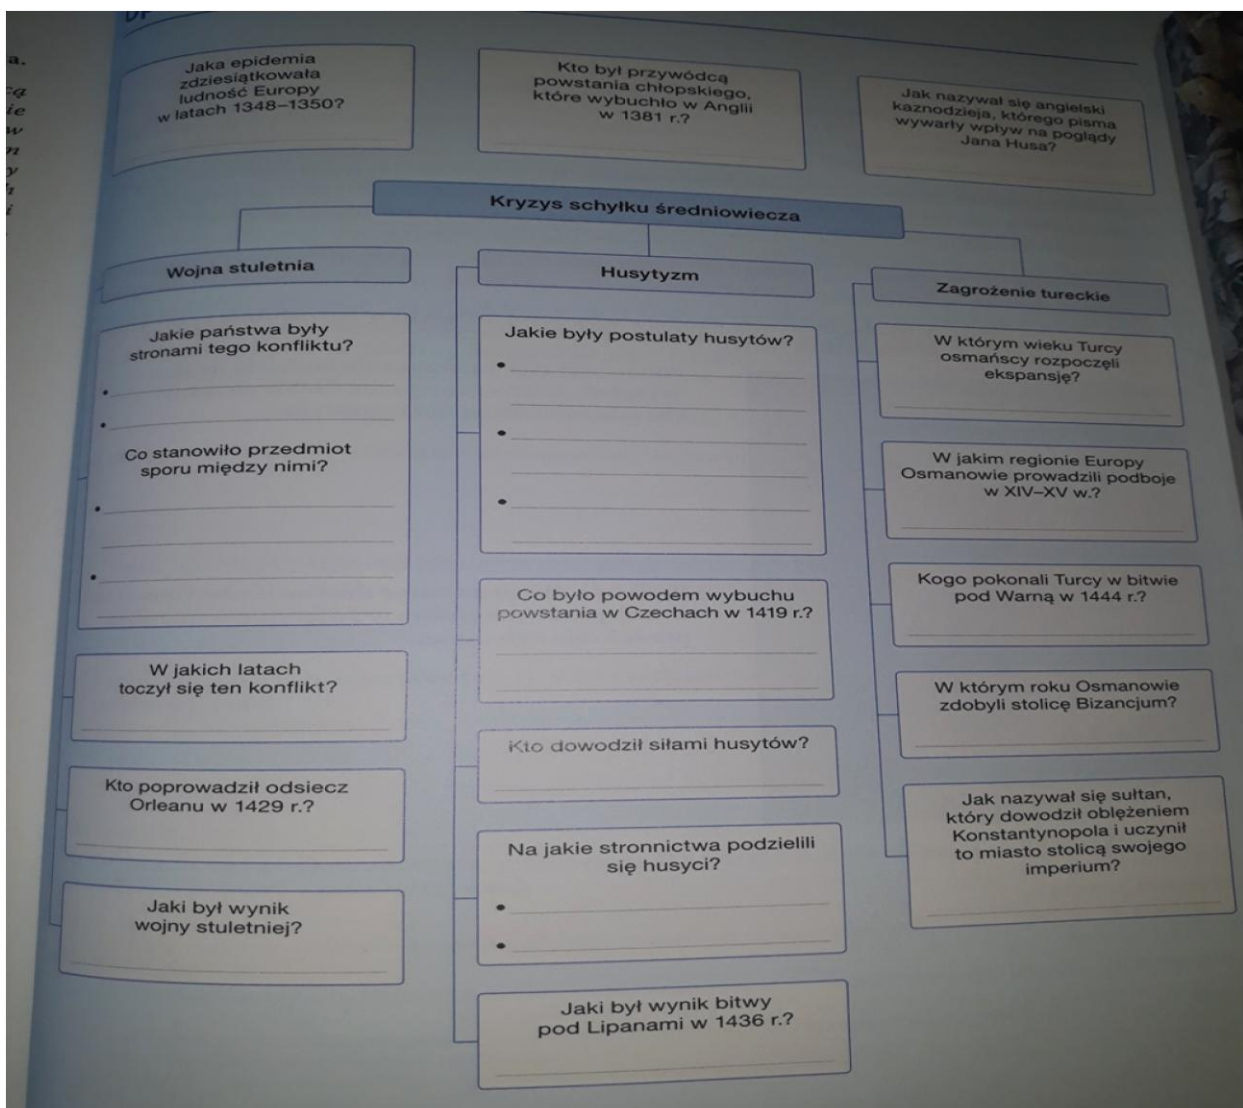 a.
ie
w
y
i
Jaka epidemia
zdziesiątkowała
ludność Europy
w latach 1348–1350?
Kto był przywódcą
powstania chłopskiego,
które wybuchło w Anglii
w 1381 r.?
Jak nazywał się angielski
kaznodzieja, którego pisma
wywarły wpływ na poglądy
Jana Husa?
Kryzys schyłku średniowiecza
Wojna stuletnia
Jakie państwa były
stronami tego konfliktu?
•
•
Co stanowiło przedmiot
sporu między nimi?
•
•
W jakich latach
toczył się ten konflikt?
Kto poprowadził odsiecz
Orleanu w 1429 r.?
Jaki był wynik
wojny stuletniej?
Husytyzm
Jakie były postulaty husytów?
•
•
•
Co było powodem wybuchu
powstania w Czechach w 1419 r.?
Kto dowodził siłami husytów?
Na jakie stronnictwa podzielili
się husyci?
•
•
Jaki był wynik bitwy
pod Lipanami w 1436 r.?
Zagrożenie tureckie
W którym wieku Turcy
osmańscy rozpoczęli
ekspansję?
W jakim regionie Europy
Osmanowie prowadzili podboje
w XIV–XV w.?
Kogo pokonali Turcy w bitwie
pod Warną w 1444 r.?
W którym roku Osmanowie
zdobyli stolicę Bizancjum?
Jak nazywał się sułtan,
który dowodził oblężeniem
Konstantynopola i uczynił
to miasto stolicą swojego
imperium?